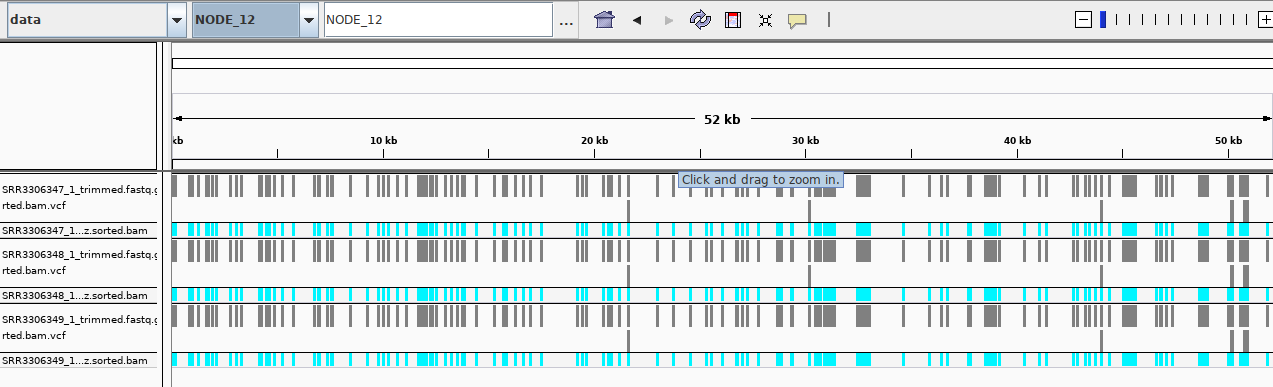 data NODE_12 NODE_12 ...
52 kb
kb 10 kb 20 kb 30 kb 40 kb 50 kb
Click and drag to zoom in.
SRR3306347_1_trimmed.fastq.g
rted.bam.vcf
SRR3306347_1...z.sorted.bam
SRR3306348_1_trimmed.fastq.g
rted.bam.vcf
SRR3306348_1...z.sorted.bam
SRR3306349_1_trimmed.fastq.g
rted.bam.vcf
SRR3306349_1...z.sorted.bam